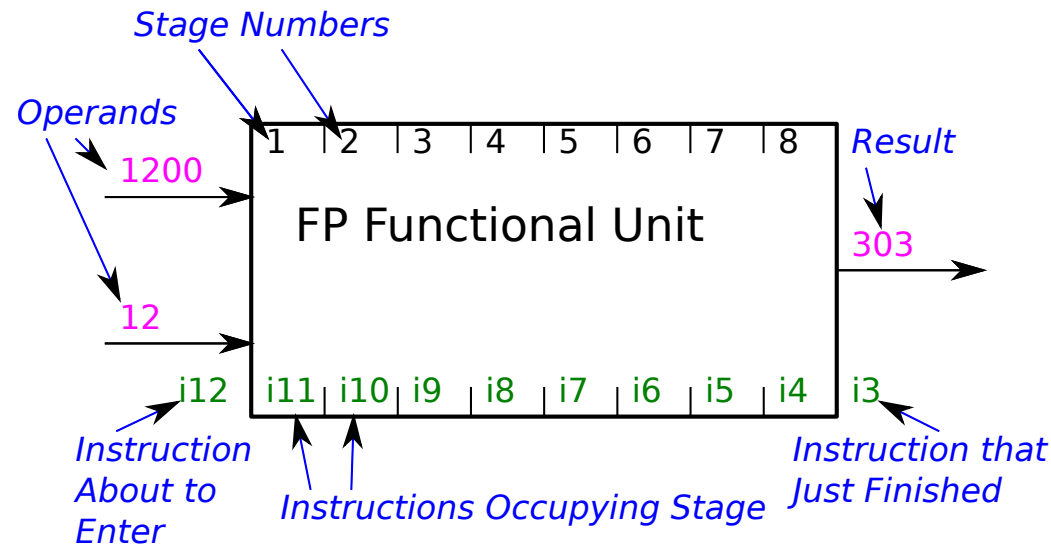 Stage Numbers
Operands
1 2 3 4 5 6 7 8
Result
1200
FP Functional Unit
303
12
i12 i11 i10 i9 i8 i7 i6 i5 i4 i3
Instruction
About to
Enter
Instructions Occupying Stage
Instruction that
Just Finished